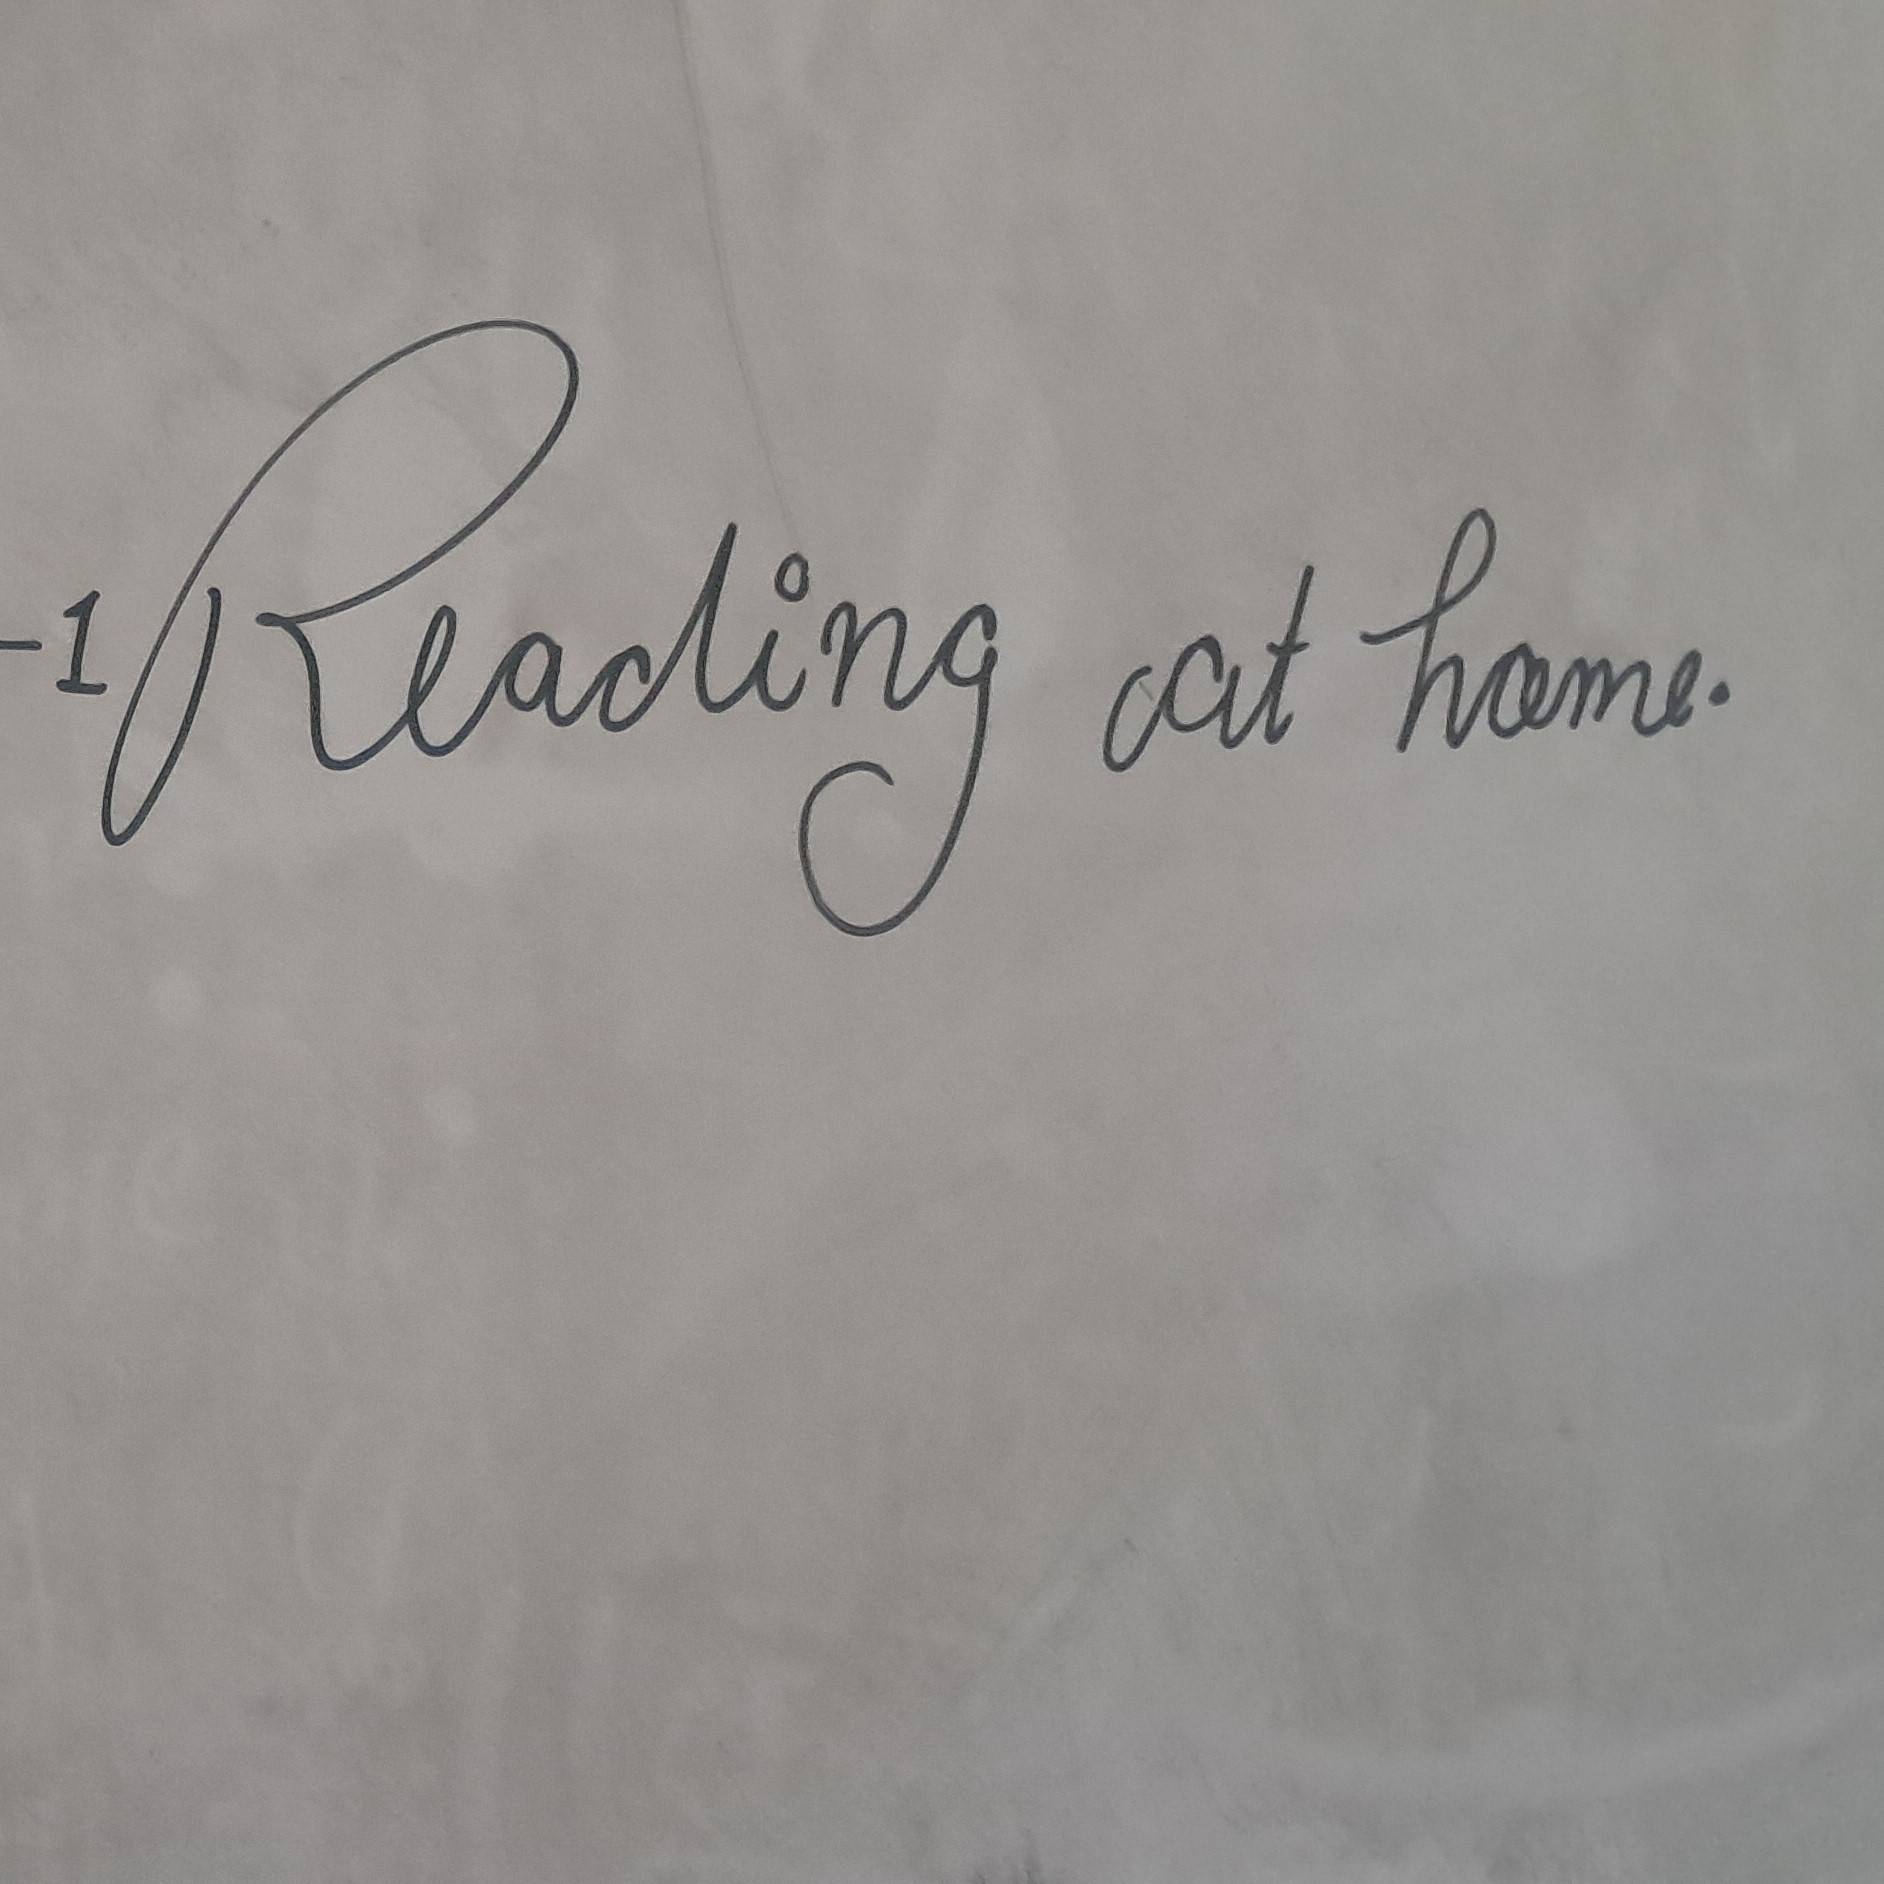 -1 Reading at home.